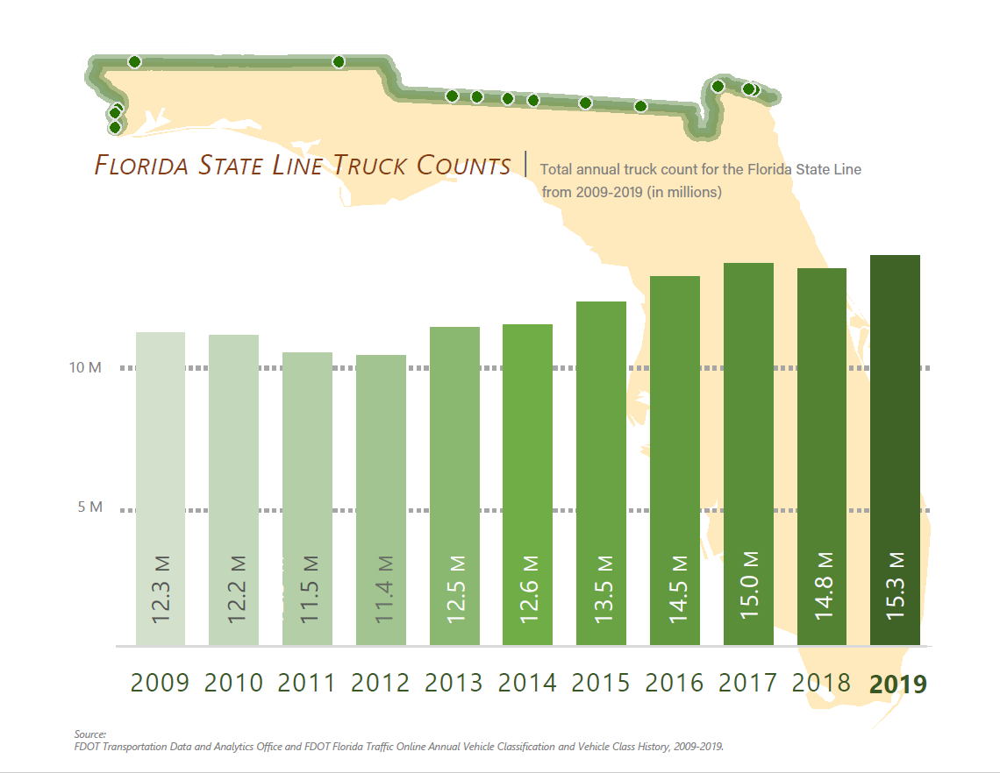 FLORIDA STATE LINE TRUCK COUNTS | Total annual truck count for the Florida State Line
from 2009-2019 (in millions)
10 M
5 M
12.3 M
12.2 M
11.5 M
11.4 M
12.5 M
12.6 M
13.5 M
14.5 M
15.0 M
14.8 M
15.3 M
2009 2010 2011 2012 2013 2014 2015 2016 2017 2018 2019
Source:
FDOT Transportation Data and Analytics Office and FDOT Florida Traffic Online Annual Vehicle Classification and Vehicle Class History, 2009-2019.